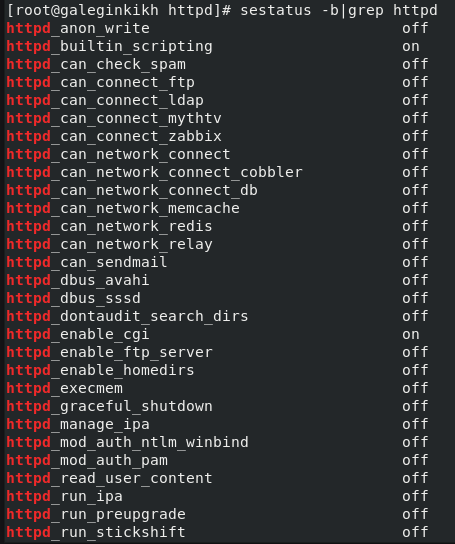 [root@galeginkikh httpd]# sestatus -b|grep httpd
httpd_anon_write off
httpd_builtin_scripting on
httpd_can_check_spam off
httpd_can_connect_ftp off
httpd_can_connect_ldap off
httpd_can_connect_mythtv off
httpd_can_connect_zabbix off
httpd_can_network_connect off
httpd_can_network_connect_cobbler off
httpd_can_network_connect_db off
httpd_can_network_memcache off
httpd_can_network_redis off
httpd_can_network_relay off
httpd_can_sendmail off
httpd_dbus_avahi off
httpd_dbus_sssd off
httpd_dontaudit_search_dirs off
httpd_enable_cgi on
httpd_enable_ftp_server off
httpd_enable_homedirs off
httpd_execmem off
httpd_graceful_shutdown off
httpd_manage_ipa off
httpd_mod_auth_ntlm_winbind off
httpd_mod_auth_pam off
httpd_read_user_content off
httpd_run_ipa off
httpd_run_preupgrade off
httpd_run_stickshift off